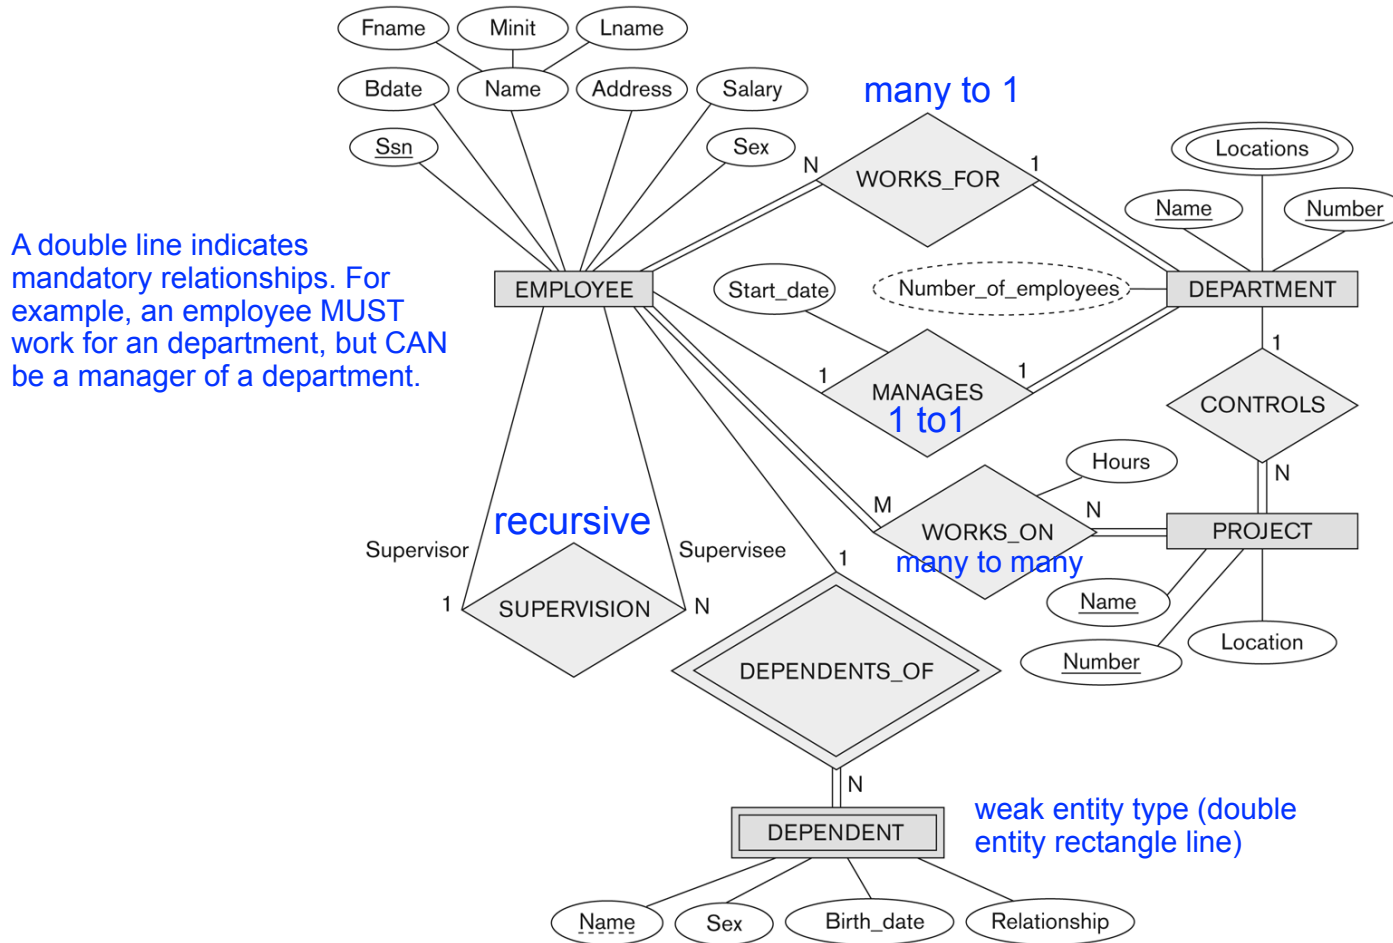 Fname
Minit
Lname
Bdate
Name
Address
Salary
many to 1
Ssn
Sex
N
WORKS_FOR
1
Locations
Name
Number
A double line indicates
mandatory relationships. For
example, an employee MUST
work for an department, but CAN
be a manager of a department.
EMPLOYEE
Start_date
Number_of_employees
DEPARTMENT
1
MANAGES
1
1 to1
1
CONTROLS
N
Hours
M
WORKS_ON
N
many to many
PROJECT
Name
Number
Location
recursive
Supervisor
Supervisee
1
SUPERVISION
N
1
DEPENDENTS_OF
N
DEPENDENT
weak entity type (double
entity rectangle line)
Name
Sex
Birth_date
Relationship